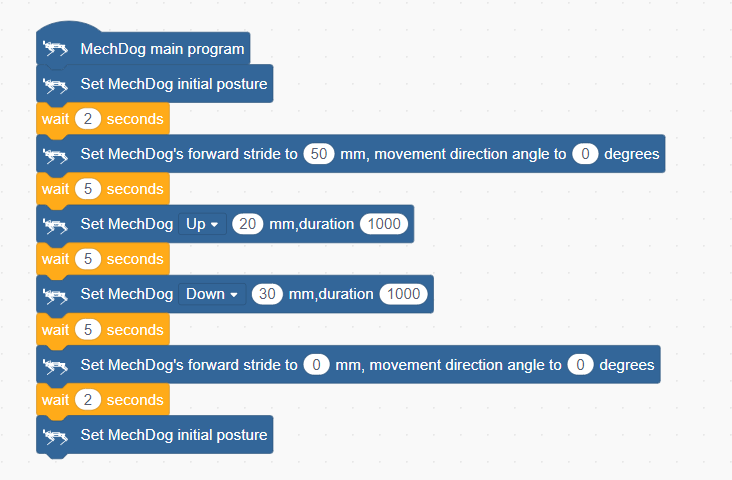 MechDog main program
Set MechDog initial posture
wait 2 seconds
Set MechDog's forward stride to 50 mm, movement direction angle to 0 degrees
wait 5 seconds
Set MechDog Up 20 mm,duration 1000
wait 5 seconds
Set MechDog Down 30 mm,duration 1000
wait 5 seconds
Set MechDog's forward stride to 0 mm, movement direction angle to 0 degrees
wait 2 seconds
Set MechDog initial posture